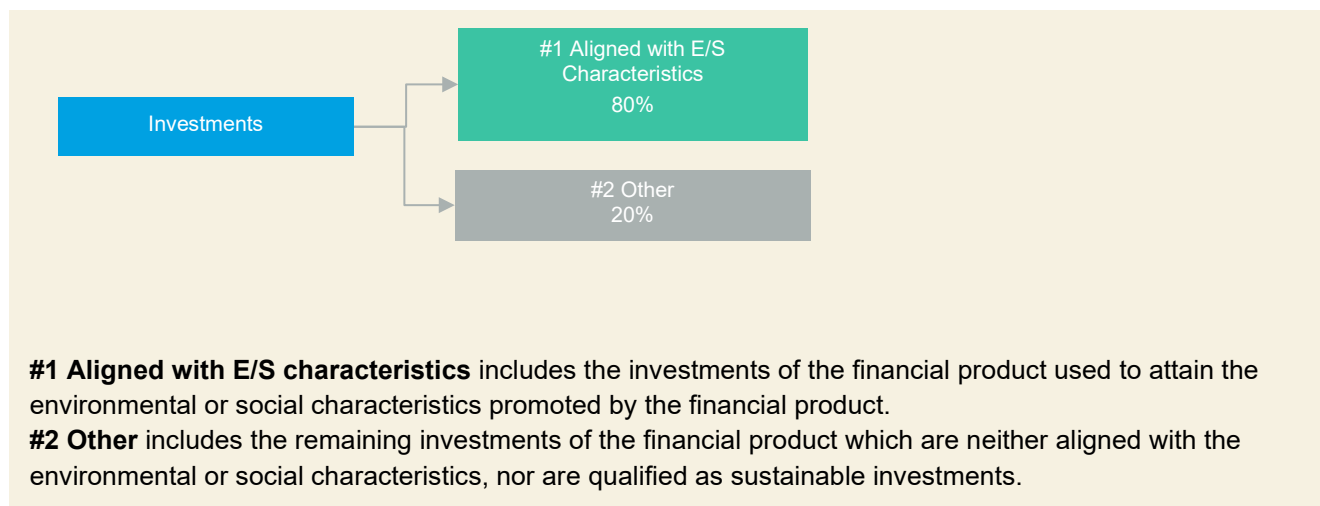 #1 Aligned with E/S
Characteristics
80%
Investments
#2 Other
20%
#1 Aligned with E/S characteristics includes the investments of the financial product used to attain the
environmental or social characteristics promoted by the financial product.
#2 Other includes the remaining investments of the financial product which are neither aligned with the
environmental or social characteristics, nor are qualified as sustainable investments.